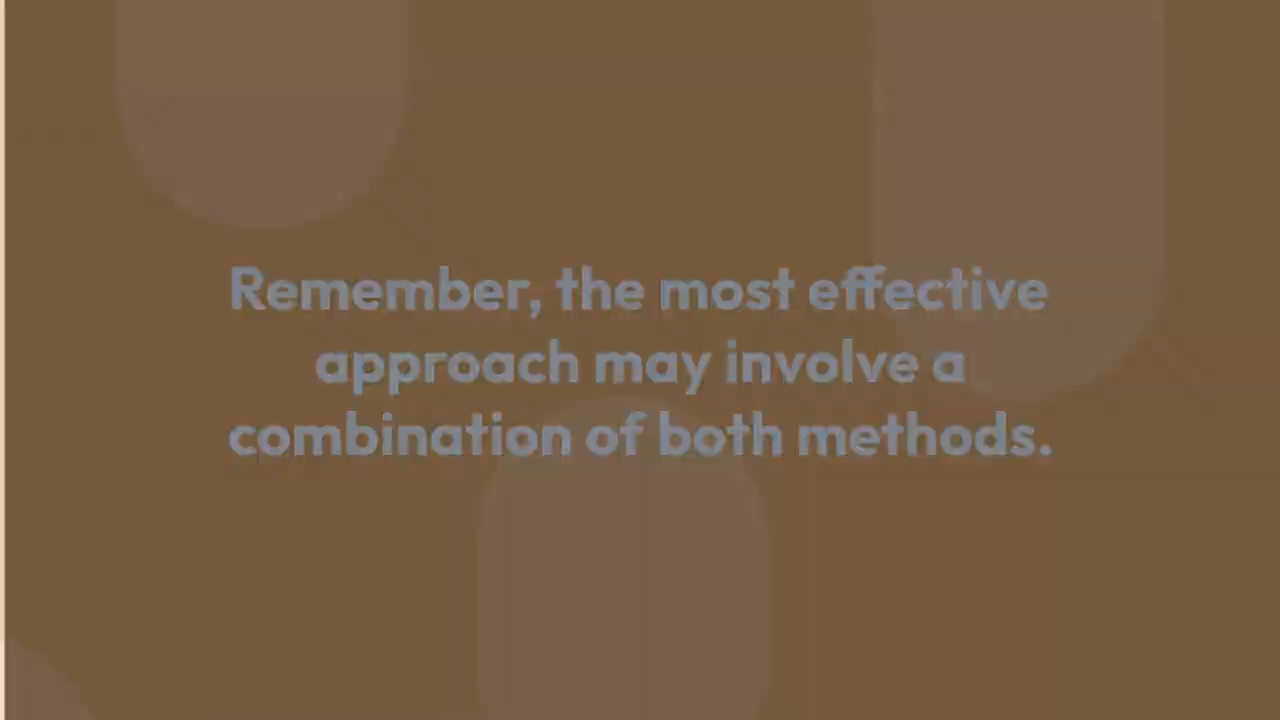 Remember, the most effective
approach may involve a
combination of both methods.